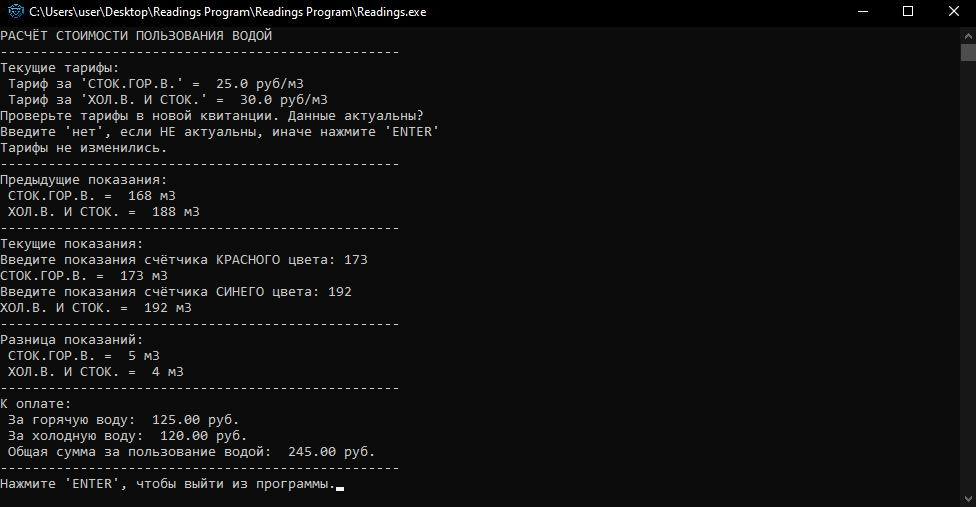 C:\Users\user\Desktop\Readings Program\Readings Program\Readings.exe
РАСЧЁТ СТОИМОСТИ ПОЛЬЗОВАНИЯ ВОДОЙ
--------------------------------------------------
Текущие тарифы:
 Тариф за 'СТОК.ГОР.В.' =  25.0 руб/м3
 Тариф за 'ХОЛ.В. И СТОК.' =  30.0 руб/м3
Проверьте тарифы в новой квитанции. Данные актуальны?
Введите 'нет', если НЕ актуальны, иначе нажмите 'ENTER'
Тарифы не изменились.
--------------------------------------------------
Предыдущие показания:
 СТОК.ГОР.В. =  168 м3
 ХОЛ.В. И СТОК. =  188 м3
--------------------------------------------------
Текущие показания:
Введите показания счётчика КРАСНОГО цвета: 173
СТОК.ГОР.В. =  173 м3
Введите показания счётчика СИНЕГО цвета: 192
ХОЛ.В. И СТОК. =  192 м3
--------------------------------------------------
Разница показаний:
 СТОК.ГОР.В. =  5 м3
 ХОЛ.В. И СТОК. =  4 м3
--------------------------------------------------
К оплате:
 За горячую воду:  125.00 руб.
 За холодную воду:  120.00 руб.
 Общая сумма за пользование водой:  245.00 руб.
--------------------------------------------------
Нажмите 'ENTER', чтобы выйти из программы.